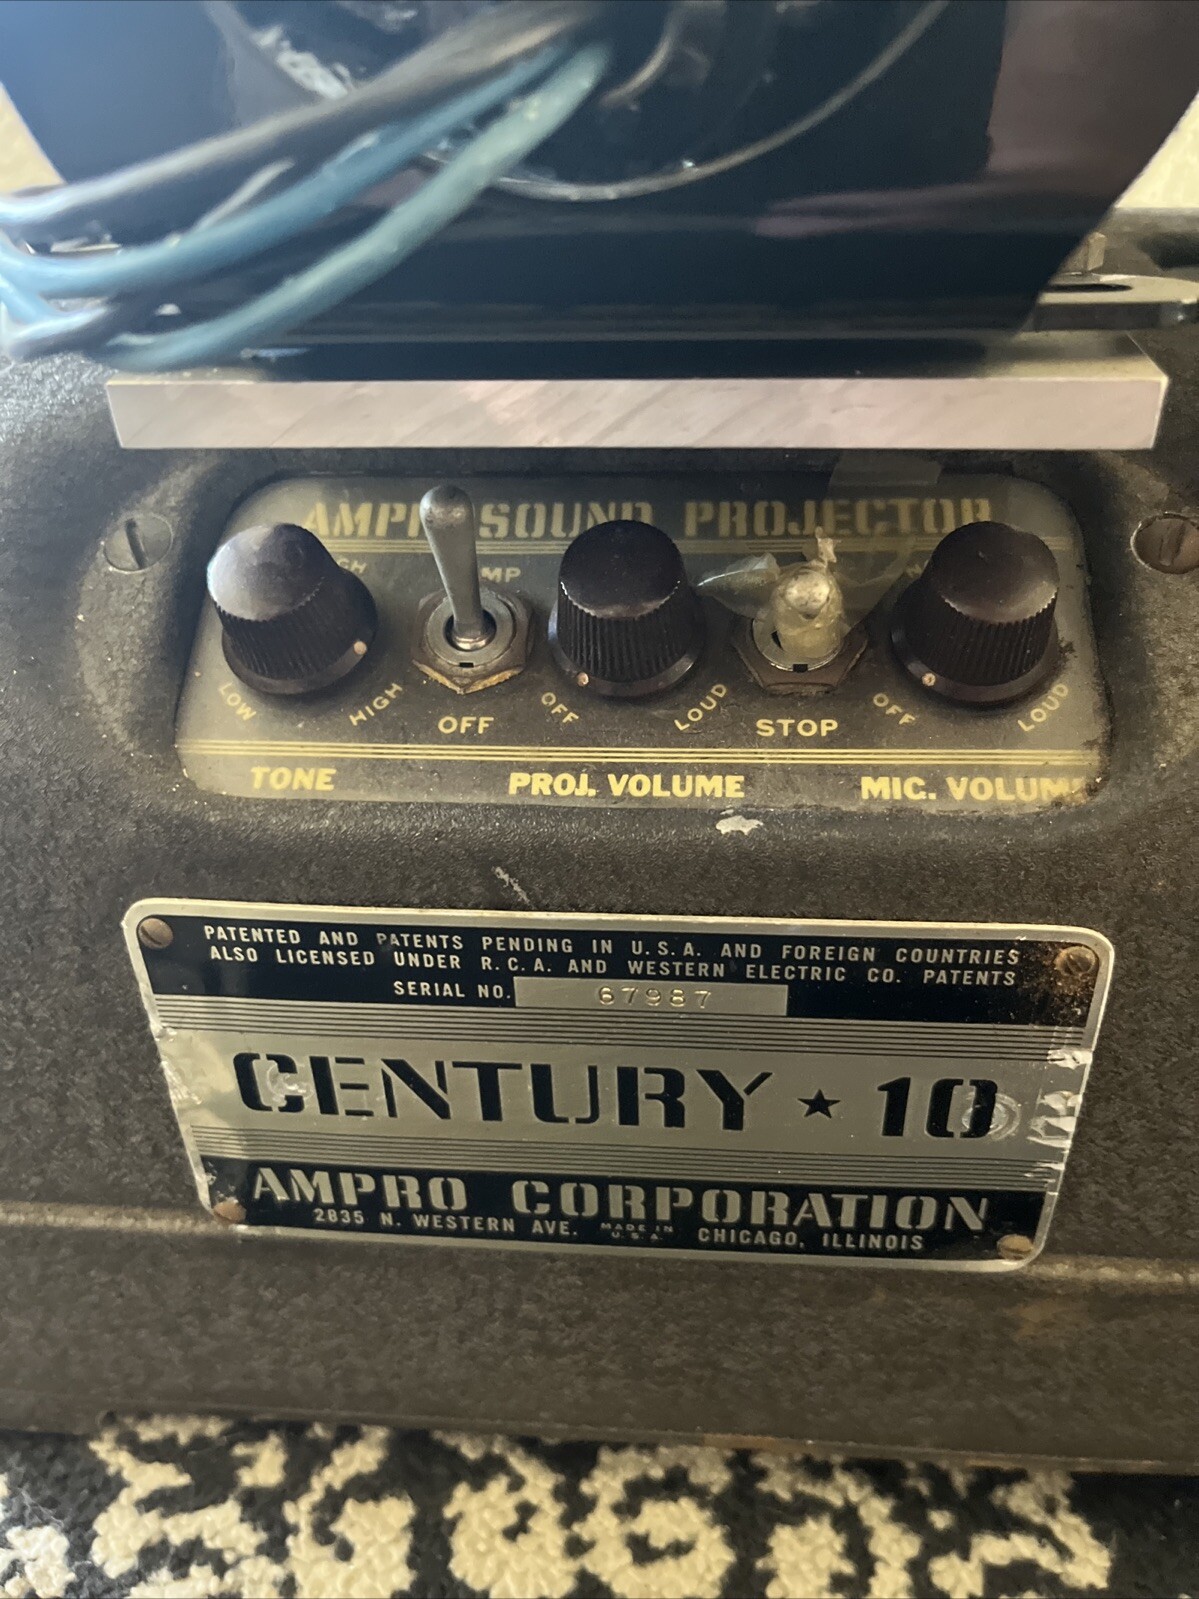 SOUND PROJECTOR
LOW HIGH OFF OFF LOUD STOP OFF LOUD
TONE PROJ. VOLUME MIC.
PATENTED AND PATENTS PENDING IN U.S.A. AND FOREIGN COUNTRIES
ALSO LICENSED UNDER R.C.A. AND WESTERN ELECTRIC CO. PATENTS
SERIAL NO. 67987
CENTURY ★ 10
AMPRO CORPORATION
2835 N. WESTERN AVE. MADE IN U.S.A. CHICAGO, ILLINOIS